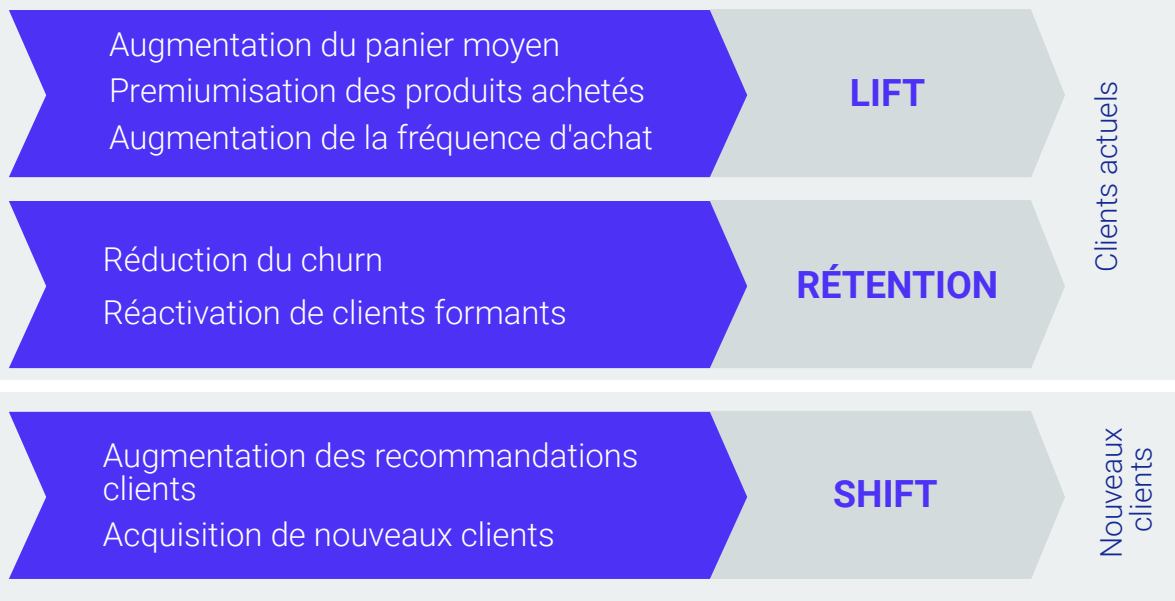 Augmentation du panier moyen
Premiumisation des produits achetés
Augmentation de la fréquence d'achat
LIFT
Réduction du churn
Réactivation de clients formants
RÉTENTION
Clients actuels
Augmentation des recommandations
clients
Acquisition de nouveaux clients
SHIFT
Nouveaux
clients